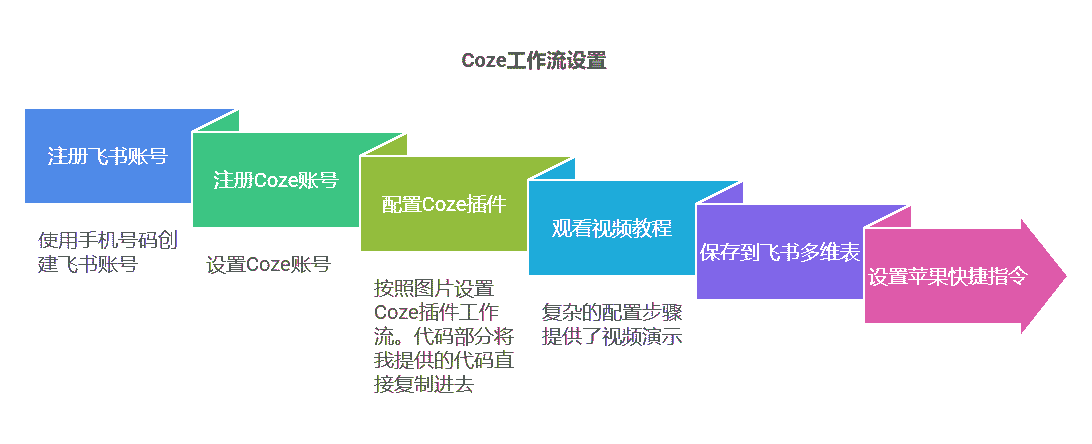 Coze工作流设置
注册飞书账号
使用手机号码创
建飞书账号
注册Coze账号
设置Coze账号
配置Coze插件
按照图片设置
Coze插件工作
流。代码部分将
我提供的代码直
接复制进去
观看视频教程
复杂的配置步骤
提供了视频演示
保存到飞书多维表
设置苹果快捷指令